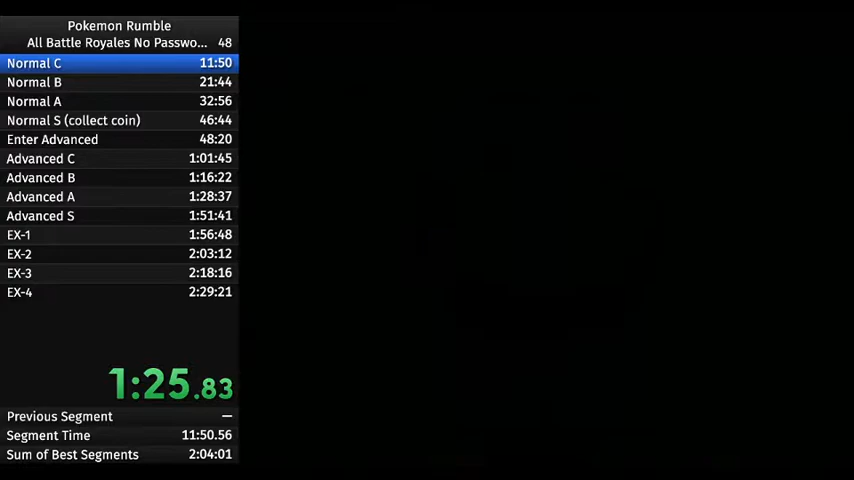 Pokemon Rumble
All Battle Royales No Passwo... 48
Normal C 11:50
Normal B 21:44
Normal A 32:56
Normal S (collect coin) 46:44
Enter Advanced 48:20
Advanced C 1:01:45
Advanced B 1:16:22
Advanced A 1:28:37
Advanced S 1:51:41
EX-1 1:56:48
EX-2 2:03:12
EX-3 2:18:16
EX-4 2:29:21
1:25.83
Previous Segment —
Segment Time 11:50.56
Sum of Best Segments 2:04:01